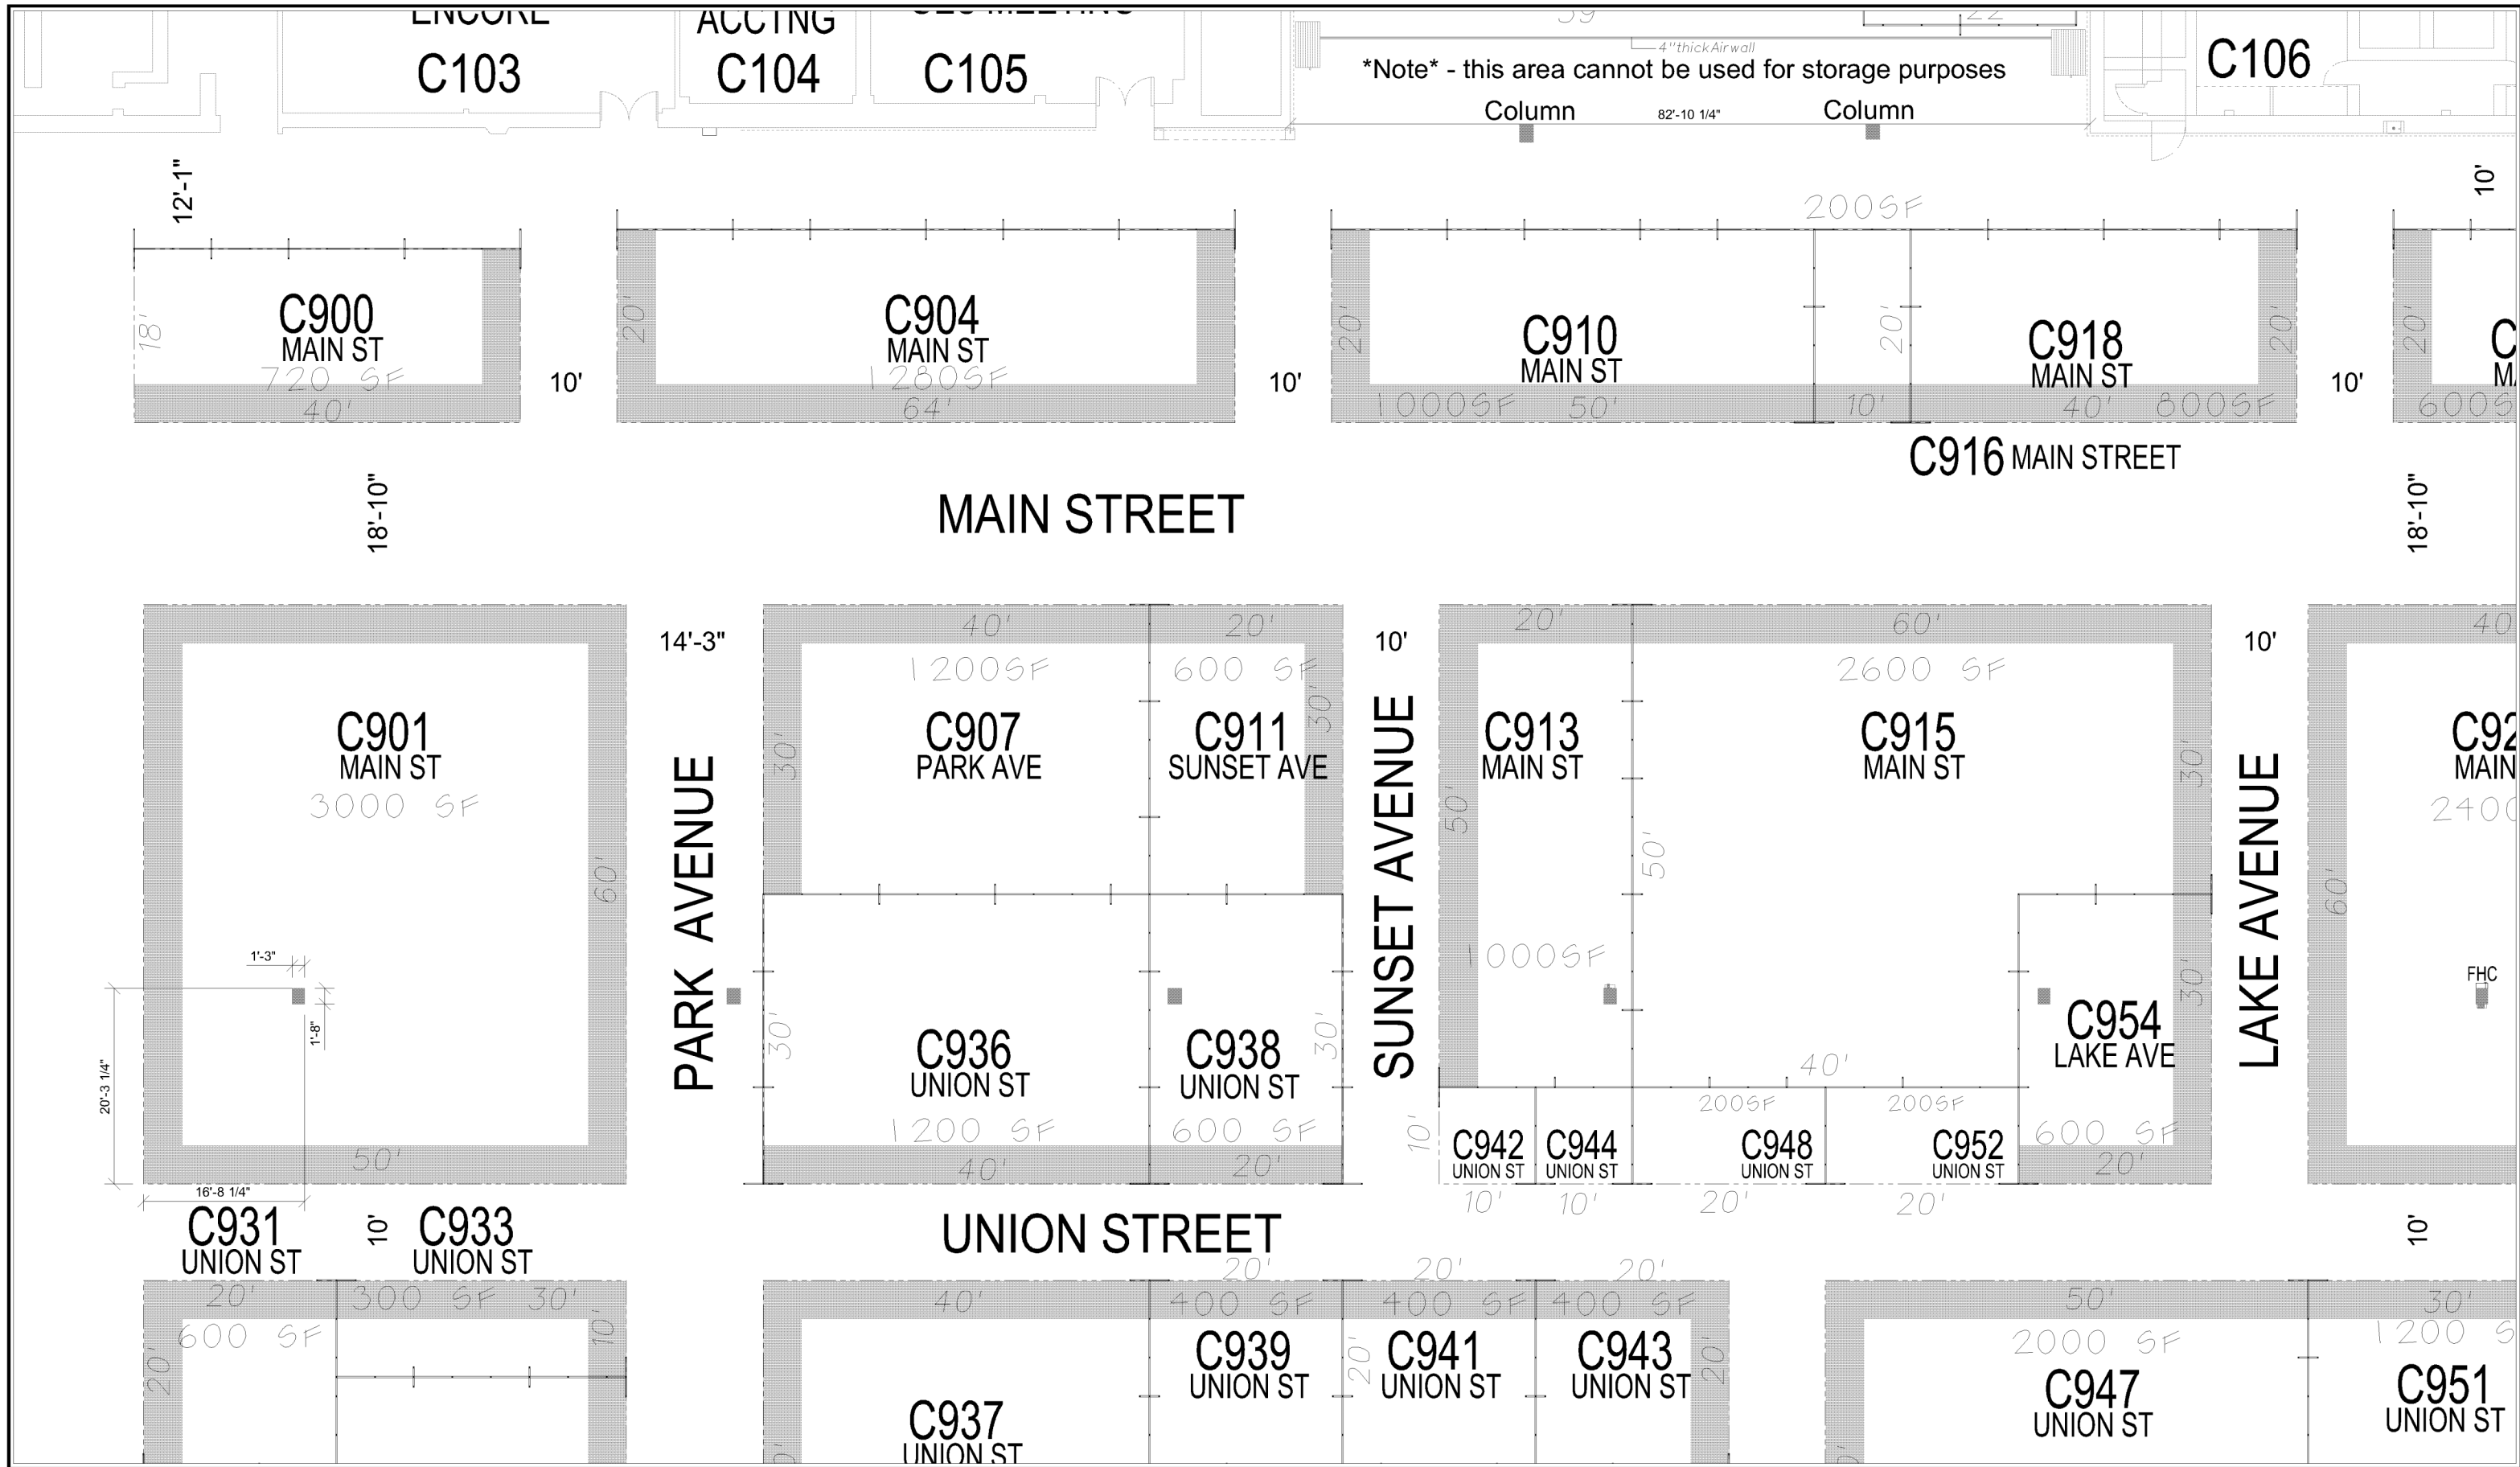 ACCTNG
C103
C104
C105
4"thick Airwall
*Note* - this area cannot be used for storage purposes
C106
Column
82'-10 1/4"
Column
12'-1"
10'
200SF
18'
C900
MAIN ST
720 SF
40'
10'
20'
C904
MAIN ST
1280SF
64'
10'
20'
C910
MAIN ST
1000SF
50'
20'
10'
C918
MAIN ST
40'
800SF
20'
10'
20'
C916 MAIN STREET
18'-10"
MAIN STREET
18'-10"
C901
MAIN ST
3000 SF
60'
50'
1'-3"
1'-8"
20'-3 1/4"
16'-8 1/4"
14'-3"
PARK AVENUE
40'
1200SF
C907
PARK AVE
30'
20'
600 SF
C911
SUNSET AVE
30'
10'
SUNSET AVENUE
20'
C913
MAIN ST
50'
1000SF
60'
2600 SF
C915
MAIN ST
50'
30'
40'
10'
LAKE AVENUE
40
MAIN
60'
FHC
30'
C936
UNION ST
1200 SF
40'
C938
UNION ST
600 SF
20'
30'
10'
C942
UNION ST
10'
C944
UNION ST
10'
200SF
C948
UNION ST
20'
200SF
C952
UNION ST
20'
C954
LAKE AVE
600 SF
20'
30'
C931
UNION ST
10'
C933
UNION ST
UNION STREET
10'
20'
600 SF
20'
300 SF
30'
10'
40'
C937
UNION ST
20'
400 SF
C939
UNION ST
20'
20'
400 SF
C941
UNION ST
20'
400 SF
C943
UNION ST
20'
50'
2000 SF
C947
UNION ST
30'
1200 S
C951
UNION ST